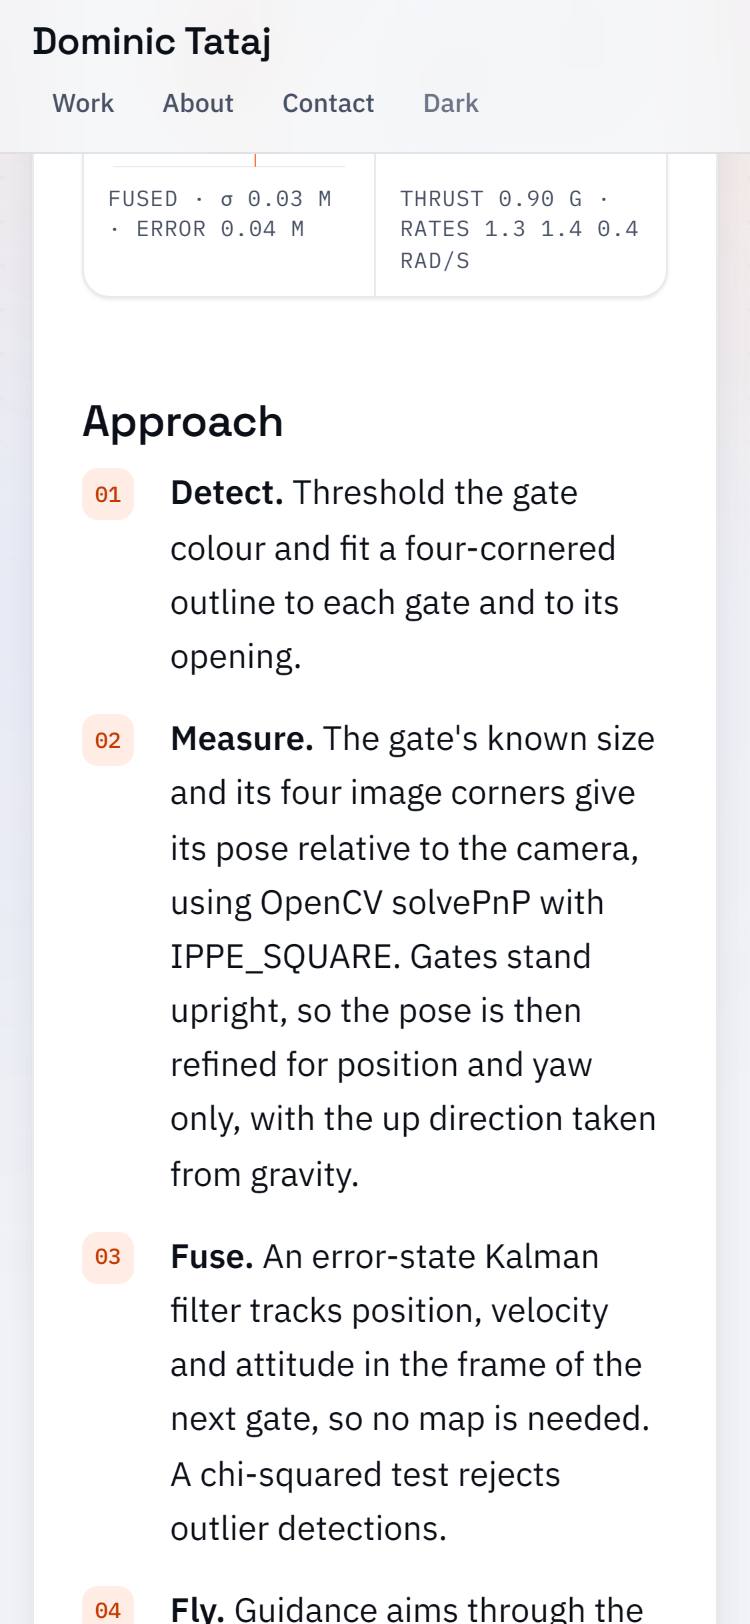 Dominic Tataj
Work About Contact Dark
FUSED · σ 0.03 M
· ERROR 0.04 M
THRUST 0.90 G ·
RATES 1.3 1.4 0.4
RAD/S
Approach
01 Detect. Threshold the gate
colour and fit a four-cornered
outline to each gate and to its
opening.
02 Measure. The gate's known size
and its four image corners give
its pose relative to the camera,
using OpenCV solvePnP with
IPPE_SQUARE. Gates stand
upright, so the pose is then
refined for position and yaw
only, with the up direction taken
from gravity.
03 Fuse. An error-state Kalman
filter tracks position, velocity
and attitude in the frame of the
next gate, so no map is needed.
A chi-squared test rejects
outlier detections.
04 Fly. Guidance aims through the